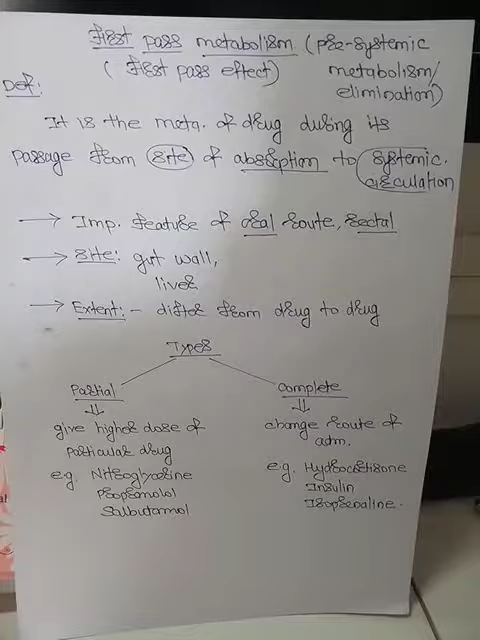 First pass metabolism (pre-systemic
( First pass effect) metabolism/
elimination)
Def:
It is the meta. of drug during its
passage from site of absorption to systemic.
circulation
→ Imp. feature of oral route, rectal
→ Site: gut wall,
liver
→ Extent:- differ from drug to drug
Types
Partial
⇓
give higher dose of
particular drug
e.g. Nitroglycerine
Propranolol
Salbutamol
Complete
⇓
change route of
adm.
e.g. Hydrocortisone
Insulin
Isoprenaline.